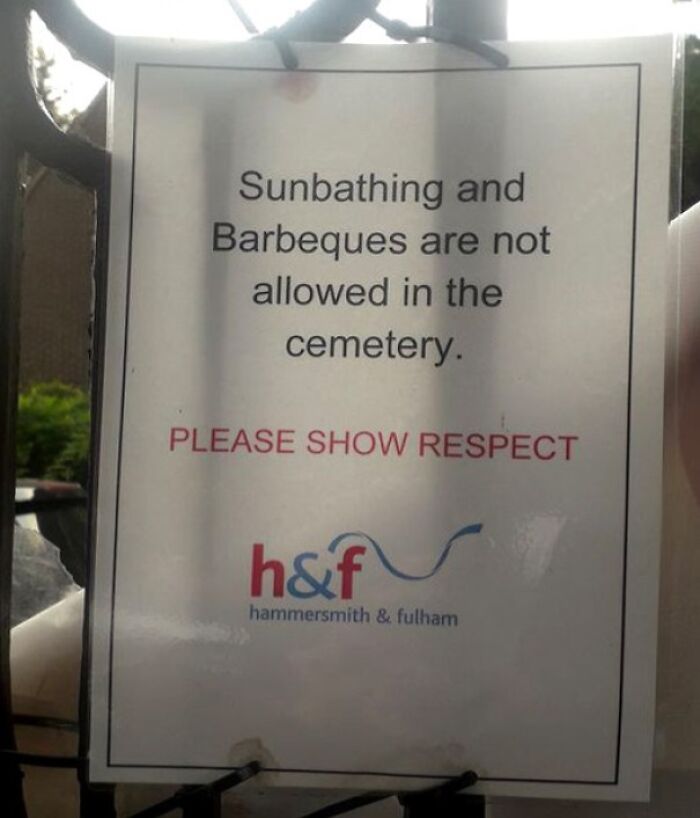 Sunbathing and
Barbeques are not
allowed in the
cemetery.
PLEASE SHOW RESPECT
h&f
hammersmith & fulham